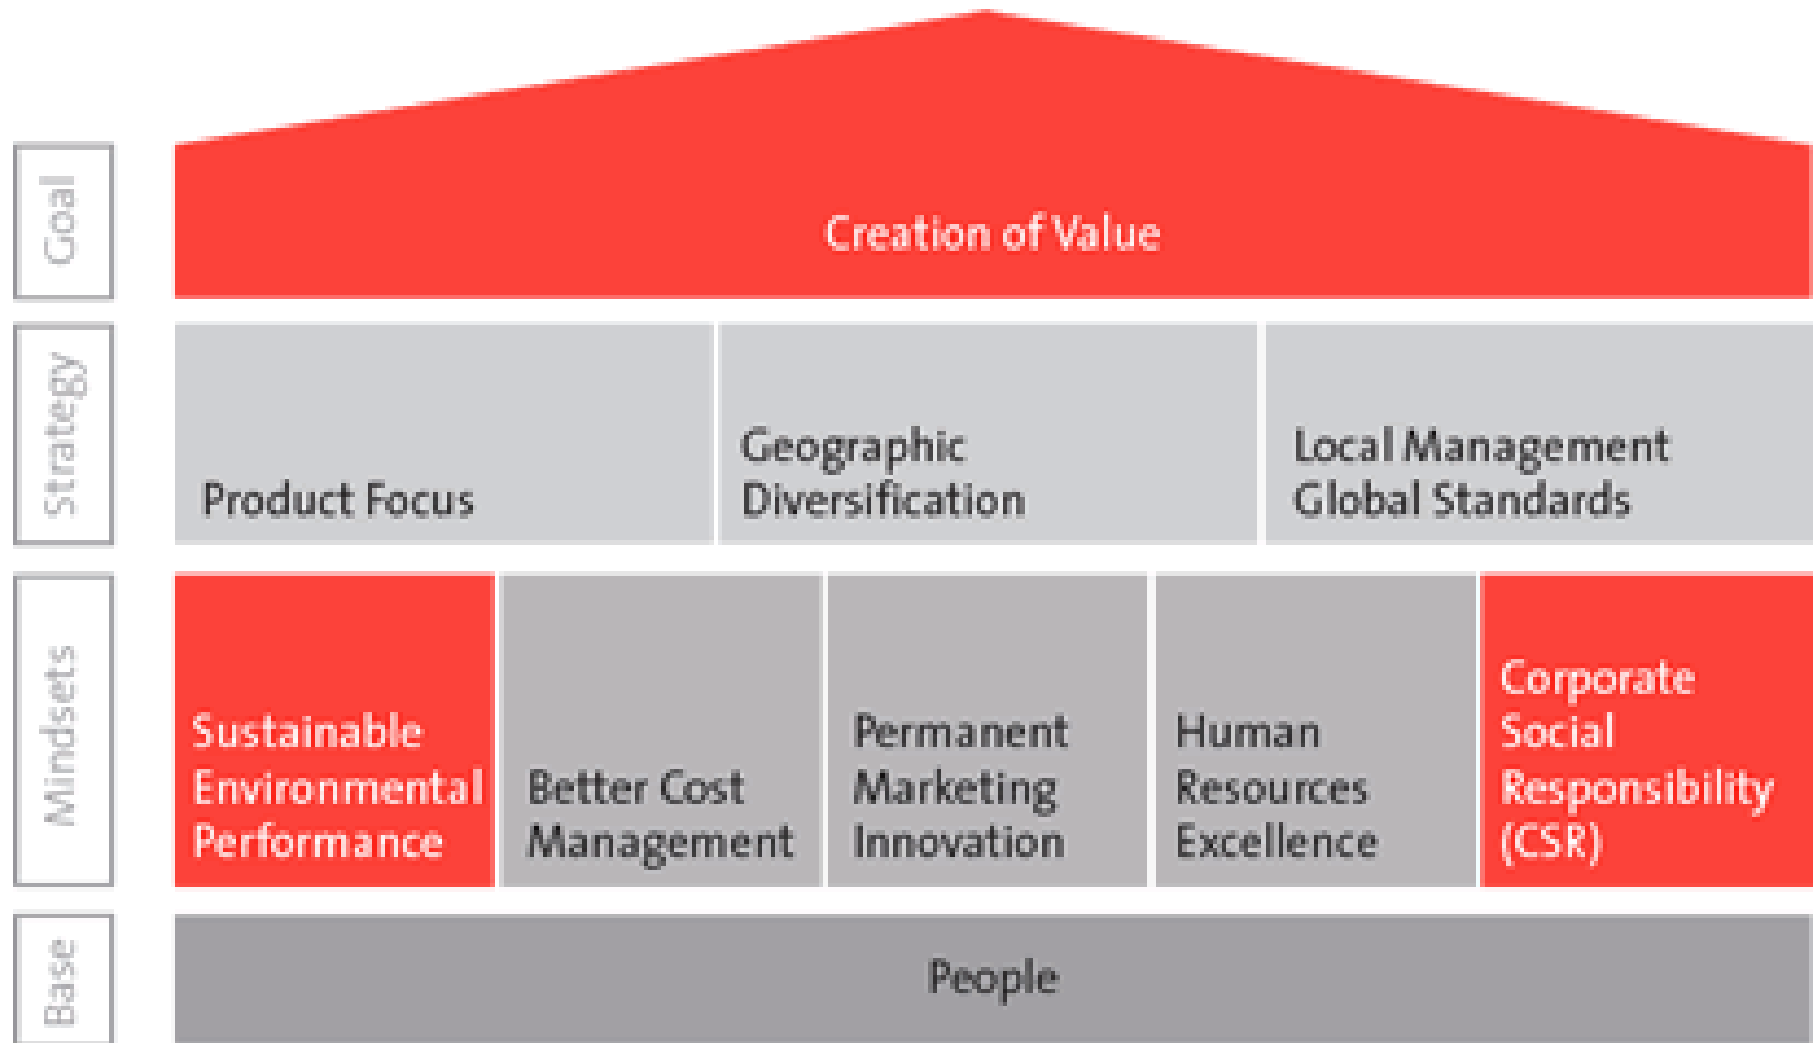 Goal
Creation of Value
Strategy
Product Focus
Geographic
Diversification
Local Management
Global Standards
Mindsets
Sustainable
Environmental
Performance
Better Cost
Management
Permanent
Marketing
Innovation
Human
Resources
Excellence
Corporate
Social
Responsibility
(CSR)
Base
People